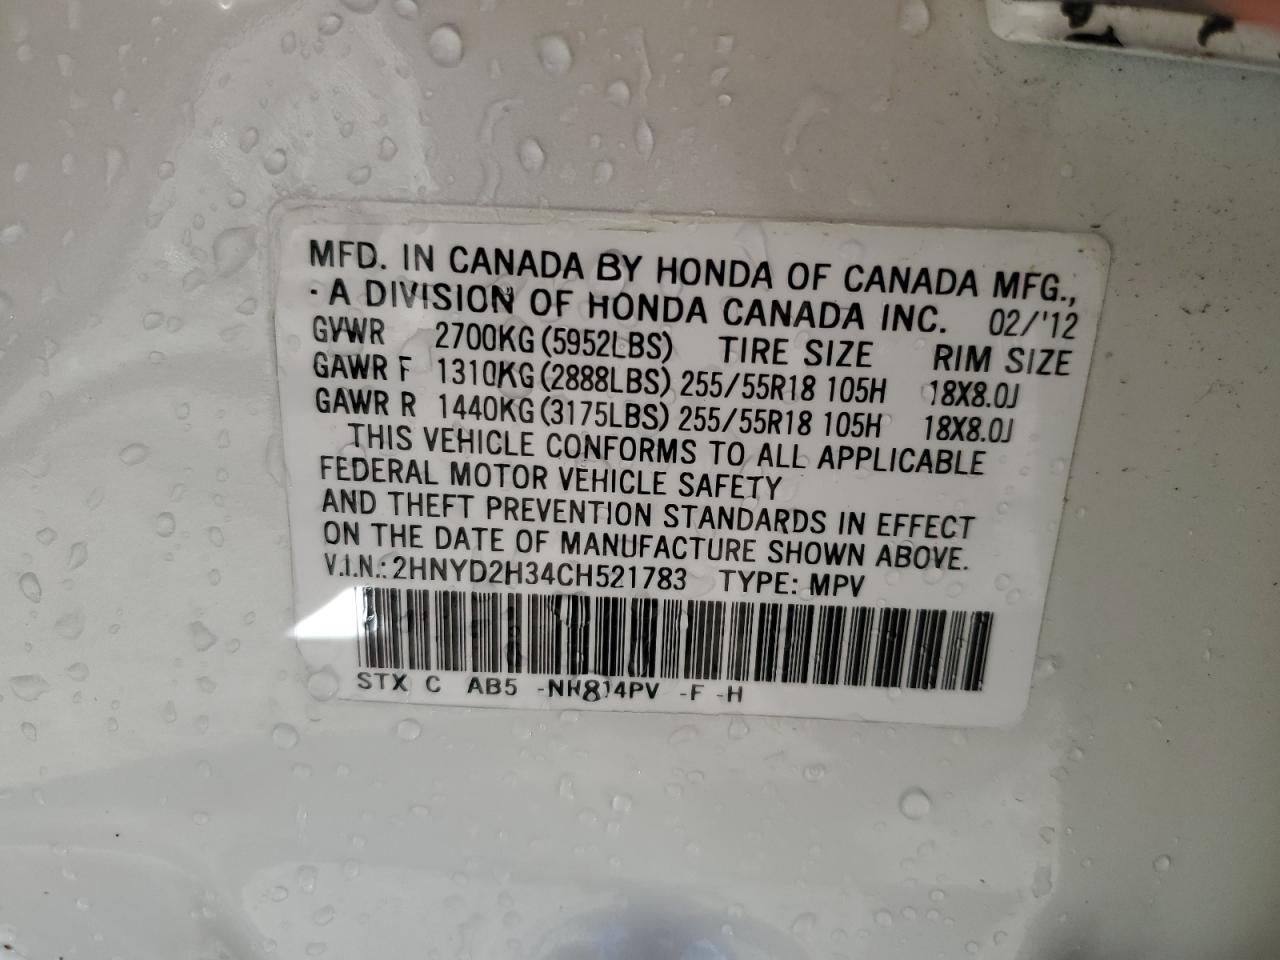 MFD. IN CANADA BY HONDA OF CANADA MFG.,
· A DIVISION OF HONDA CANADA INC. 02/'12
GVWR 2700KG (5952LBS) TIRE SIZE RIM SIZE
GAWR F 1310KG (2888LBS) 255/55R18 105H 18X8.0J
GAWR R 1440KG (3175LBS) 255/55R18 105H 18X8.0J
THIS VEHICLE CONFORMS TO ALL APPLICABLE
FEDERAL MOTOR VEHICLE SAFETY
AND THEFT PREVENTION STANDARDS IN EFFECT
ON THE DATE OF MANUFACTURE SHOWN ABOVE.
V.I.N.: 2HNYD2H34CH521783 TYPE: MPV
STX C AB5 -NH814PV -F -H